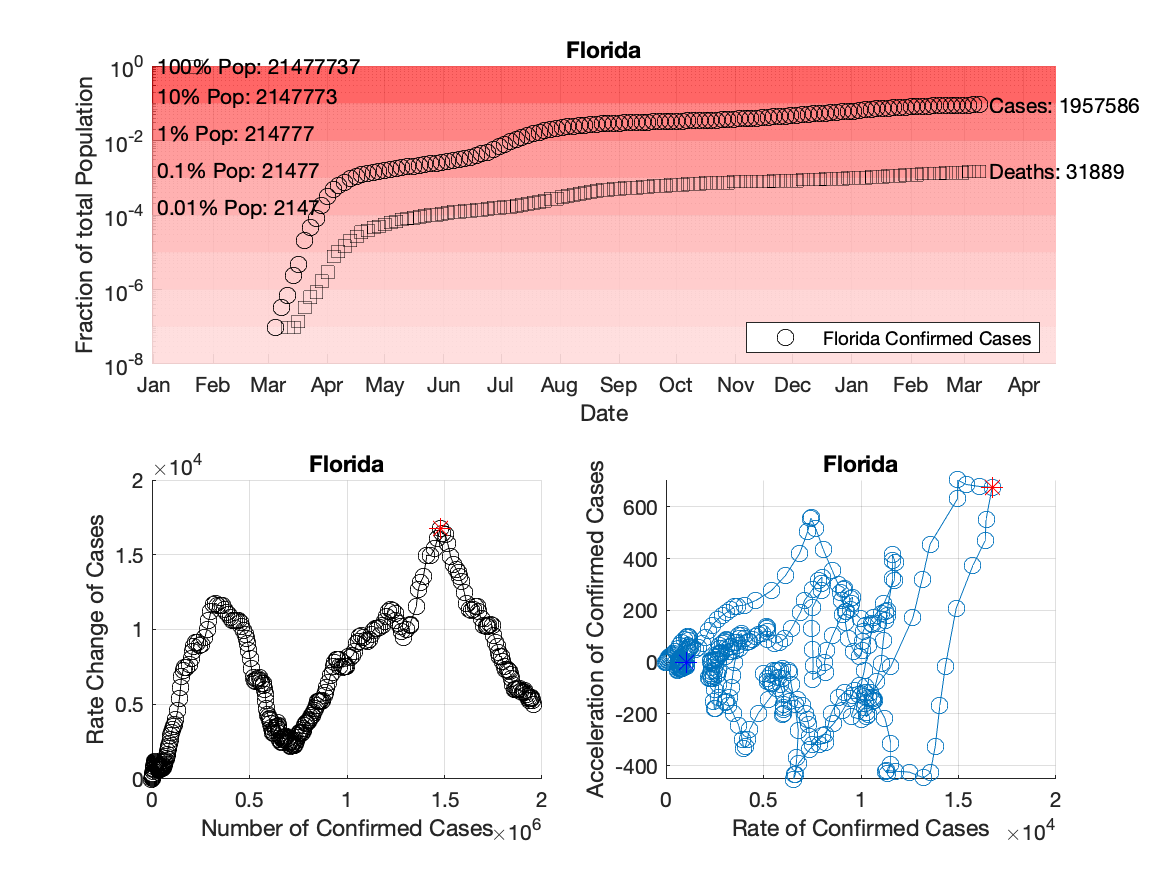 Florida
10^0
10^-2
10^-4
10^-6
10^-8
Fraction of total Population
100% Pop: 21477737
10% Pop: 2147773
1% Pop: 214777
0.1% Pop: 21477
0.01% Pop: 2147
Cases: 1957586
Deaths: 31889
Florida Confirmed Cases
Jan Feb Mar Apr May Jun Jul Aug Sep Oct Nov Dec Jan Feb Mar Apr
Date
Florida
×10^4
2
1.5
1
0.5
0
Rate Change of Cases
0 0.5 1 1.5 2
Number of Confirmed Cases ×10^6
Florida
600
400
200
0
-200
-400
Acceleration of Confirmed Cases
0 0.5 1 1.5 2
Rate of Confirmed Cases ×10^4